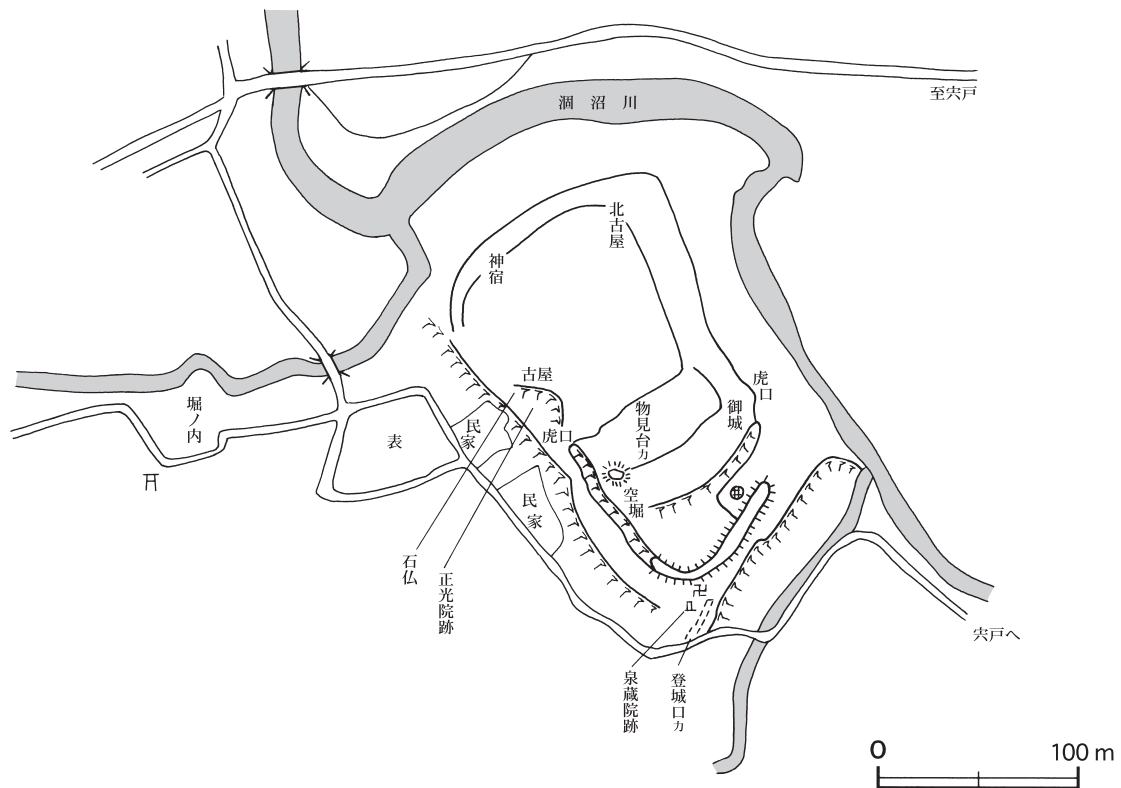 至宍戸
涸沼川
北古屋
神宿
古屋
虎口
御城
物見台カ
虎口
空堀
堀ノ内
表
民家
民家
石仏
正光院跡
泉蔵院跡
登城口カ
宍戸へ
0 100 m